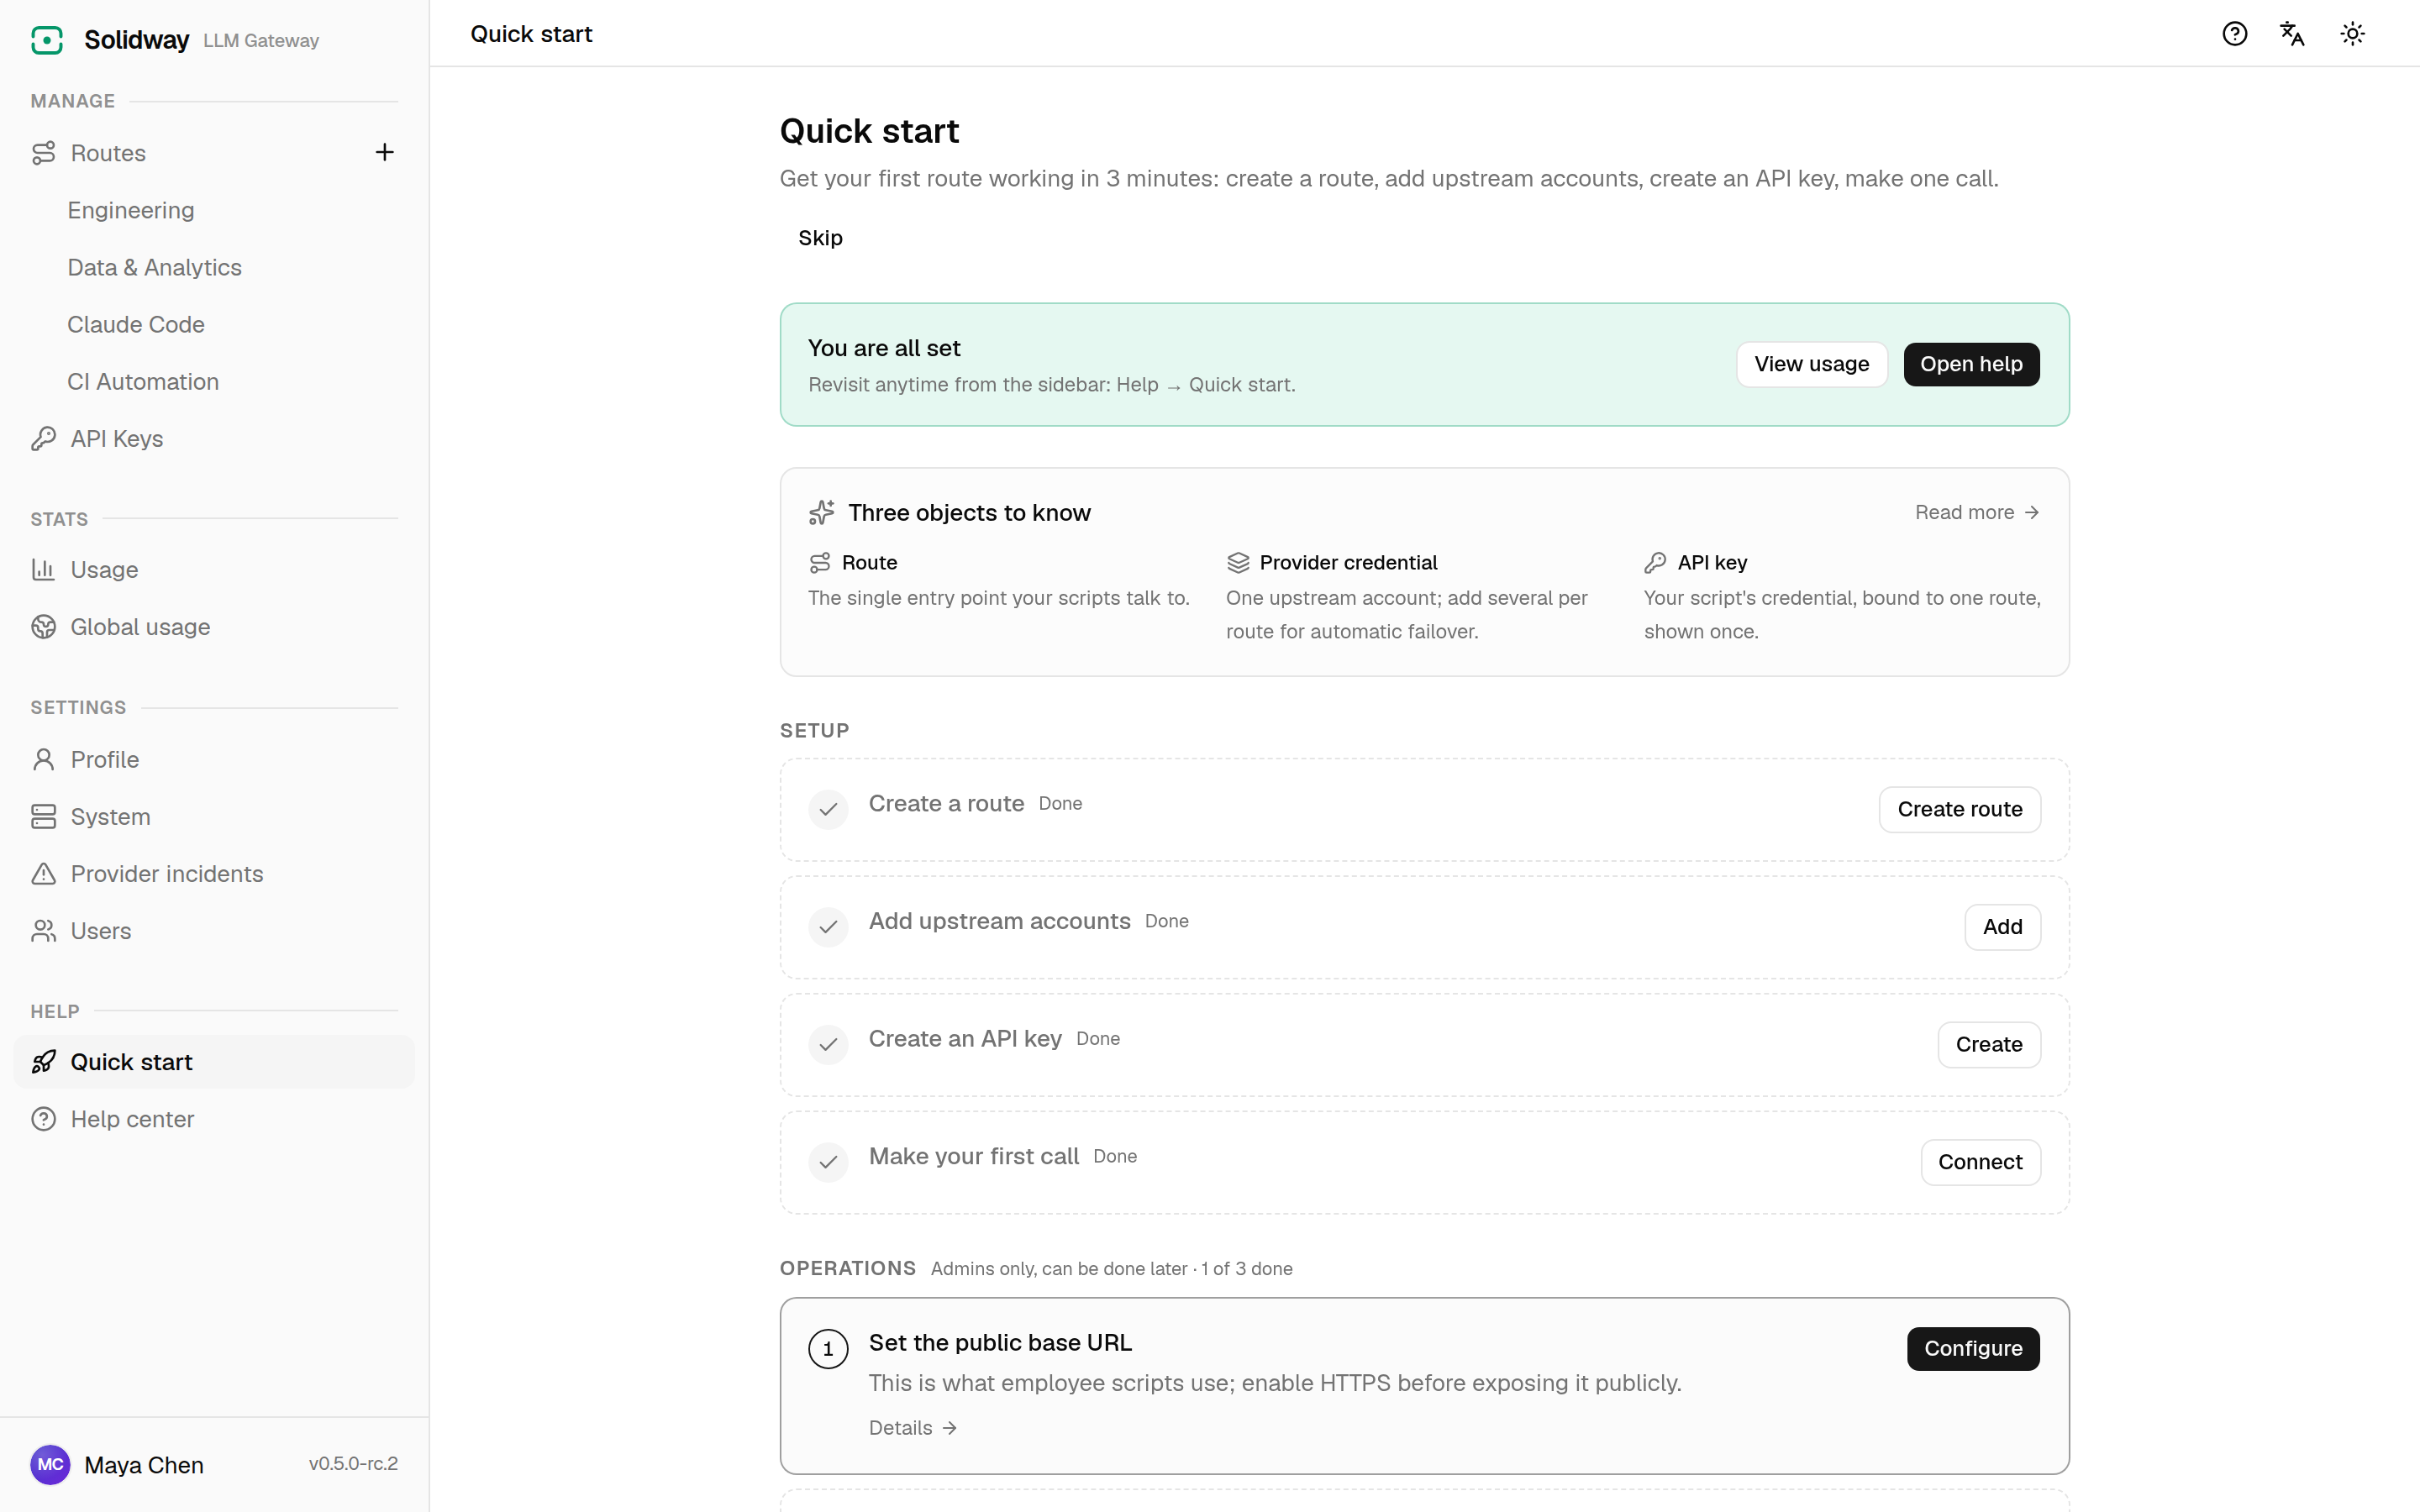 Solidway LLM Gateway
MANAGE
Routes
Engineering
Data & Analytics
Claude Code
CI Automation
API Keys
STATS
Usage
Global usage
SETTINGS
Profile
System
Provider incidents
Users
HELP
Quick start
Help center
MC Maya Chen v0.5.0-rc.2
Quick start
Quick start
Get your first route working in 3 minutes: create a route, add upstream accounts, create an API key, make one call.
Skip
You are all set
Revisit anytime from the sidebar: Help → Quick start.
View usage
Open help
Three objects to know
Read more →
Route
The single entry point your scripts talk to.
Provider credential
One upstream account; add several per
route for automatic failover.
API key
Your script's credential, bound to one route,
shown once.
SETUP
Create a route Done
Create route
Add upstream accounts Done
Add
Create an API key Done
Create
Make your first call Done
Connect
OPERATIONS Admins only, can be done later · 1 of 3 done
1 Set the public base URL
Configure
This is what employee scripts use; enable HTTPS before exposing it publicly.
Details →